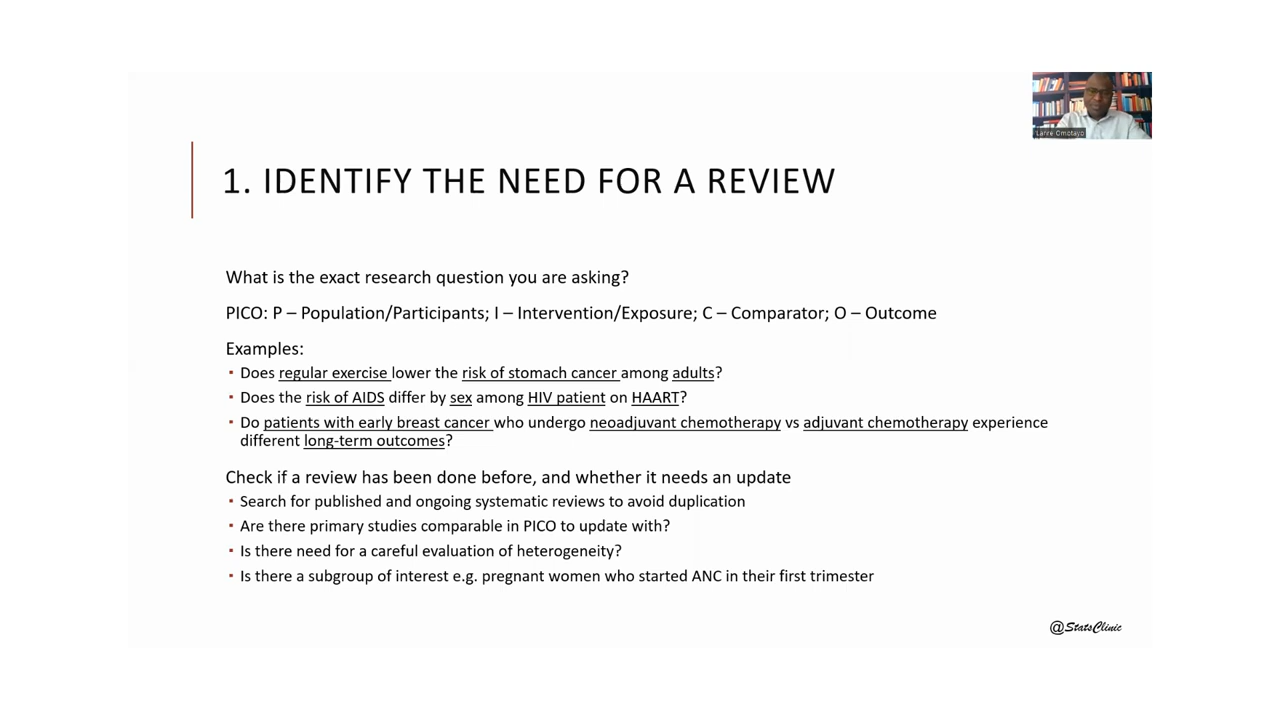 Lanre Omotayo
1. IDENTIFY THE NEED FOR A REVIEW
What is the exact research question you are asking?
PICO: P – Population/Participants; I – Intervention/Exposure; C – Comparator; O – Outcome
Examples:
▪ Does regular exercise lower the risk of stomach cancer among adults?
▪ Does the risk of AIDS differ by sex among HIV patient on HAART?
▪ Do patients with early breast cancer who undergo neoadjuvant chemotherapy vs adjuvant chemotherapy experience
different long-term outcomes?
Check if a review has been done before, and whether it needs an update
▪ Search for published and ongoing systematic reviews to avoid duplication
▪ Are there primary studies comparable in PICO to update with?
▪ Is there need for a careful evaluation of heterogeneity?
▪ Is there a subgroup of interest e.g. pregnant women who started ANC in their first trimester
@StatsClinic